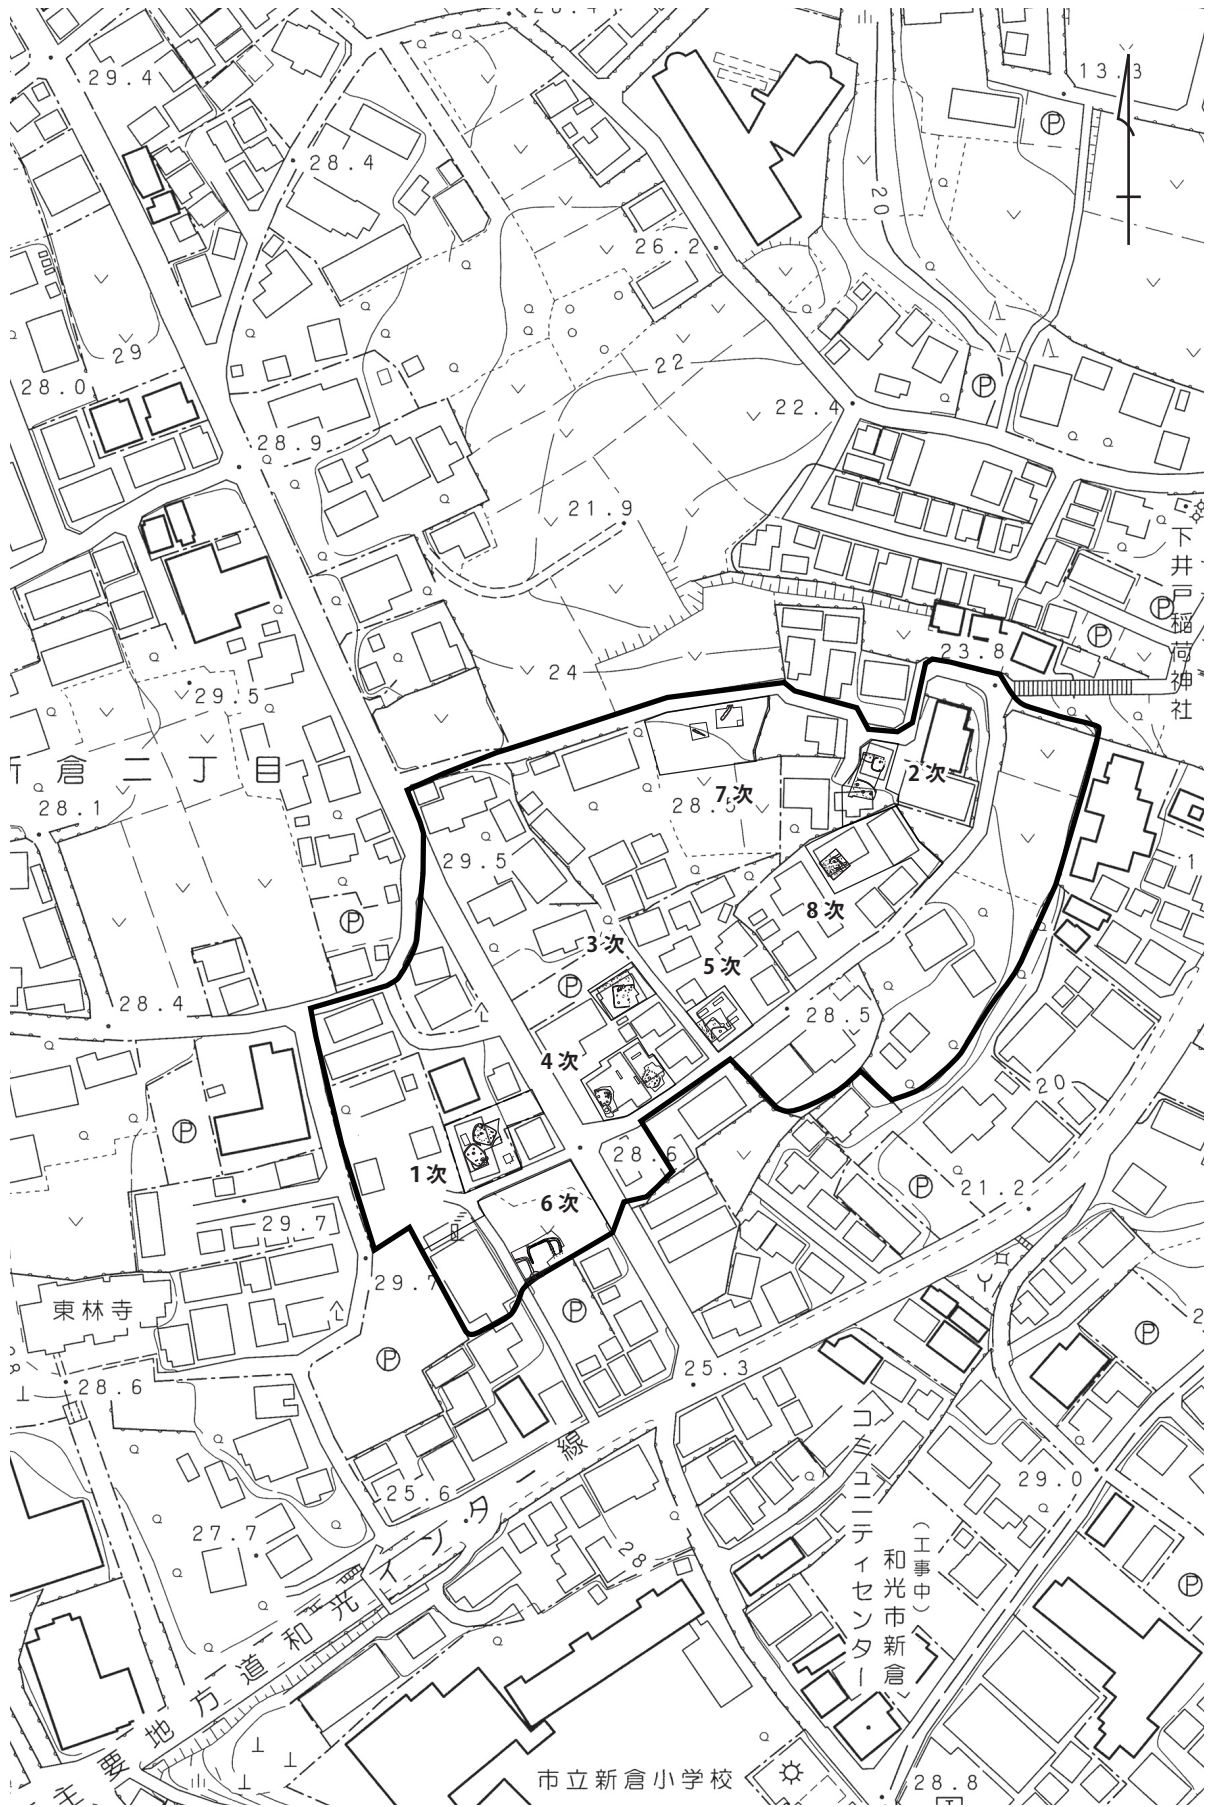 29.4
13.3
28.4
20
26.2
29
28.0
22
22.4
28.9
21.9
下井戸稲荷神社
23.8
24
29.5
新倉二丁目
28.1
7次
28.5
2次
29.5
8次
3次
5次
28.4
28.5
4次
20
28.6
1次
6次
21.2
29.7
29.7
東林寺
25.3
28.6
25.6
29.0
27.7
28
和光市新倉
コミュニティセンター
(工事中)
主要地方道和光インター線
市立新倉小学校
28.8
P
P
P
P
P
P
P
P
P
P
P
P